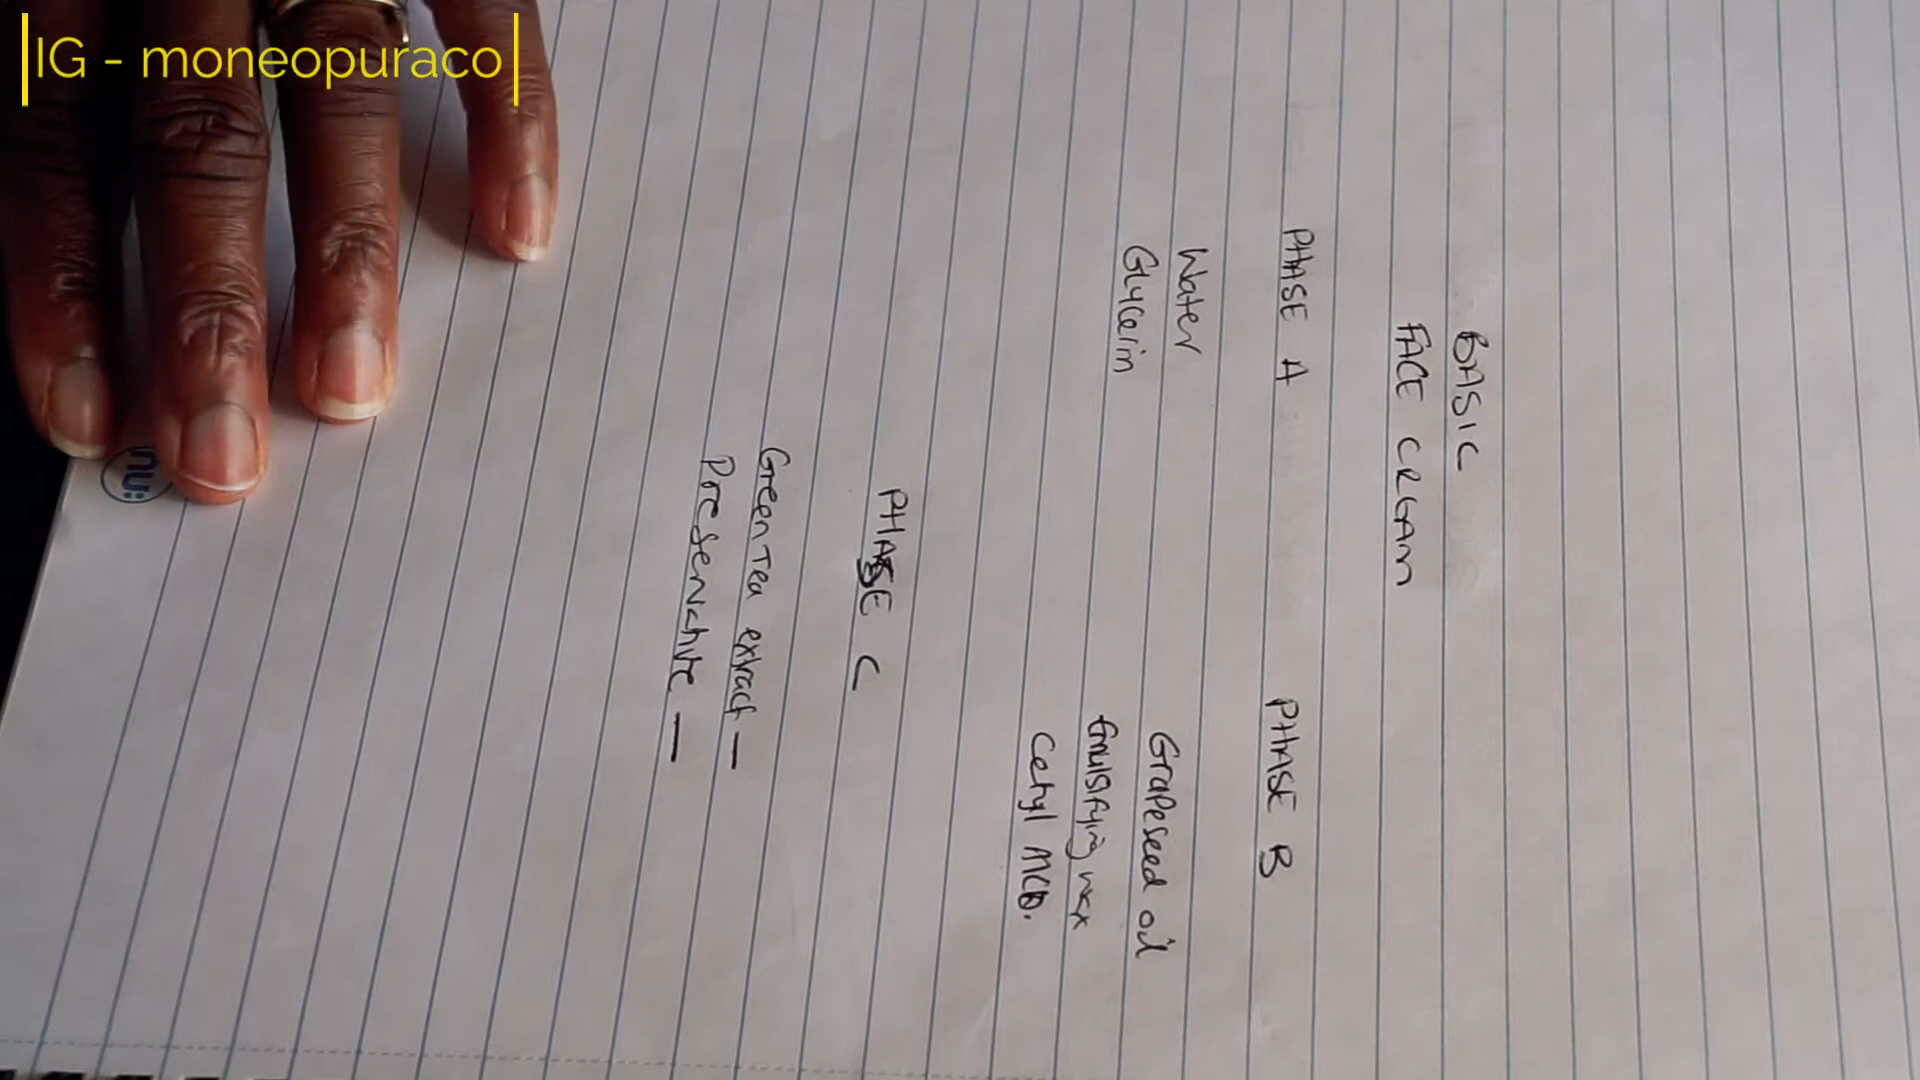 IG - moneopuraco
BASIC
FACE CREAM
PHASE A
Water
Glycerin
PHASE B
Grapeseed oil
Emulsifying wax
Cetyl
PHASE C
Green Tea extract -
Preservative -
nu: